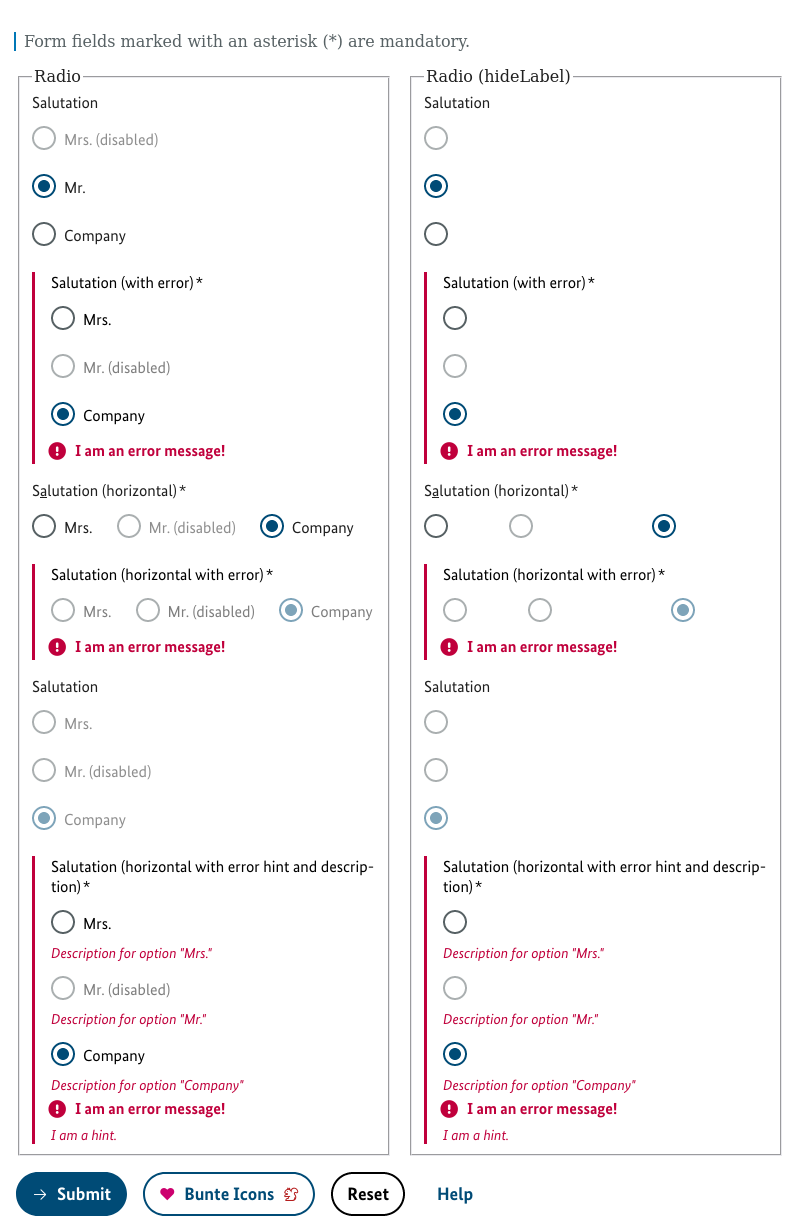 Form fields marked with an asterisk (*) are mandatory.
Radio
Salutation
Mrs. (disabled)
Mr.
Company
Salutation (with error)*
Mrs.
Mr. (disabled)
Company
I am an error message!
Salutation (horizontal)*
Mrs. Mr. (disabled) Company
Salutation (horizontal with error)*
Mrs. Mr. (disabled) Company
I am an error message!
Salutation
Mrs.
Mr. (disabled)
Company
Salutation (horizontal with error hint and descrip-
tion)*
Mrs.
Description for option "Mrs."
Mr. (disabled)
Description for option "Mr."
Company
Description for option "Company"
I am an error message!
I am a hint.
Radio (hideLabel)
Salutation
Salutation (with error)*
I am an error message!
Salutation (horizontal)*
Salutation (horizontal with error)*
I am an error message!
Salutation
Salutation (horizontal with error hint and descrip-
tion)*
Description for option "Mrs."
Description for option "Mr."
Description for option "Company"
I am an error message!
I am a hint.
Submit Bunte Icons Reset Help